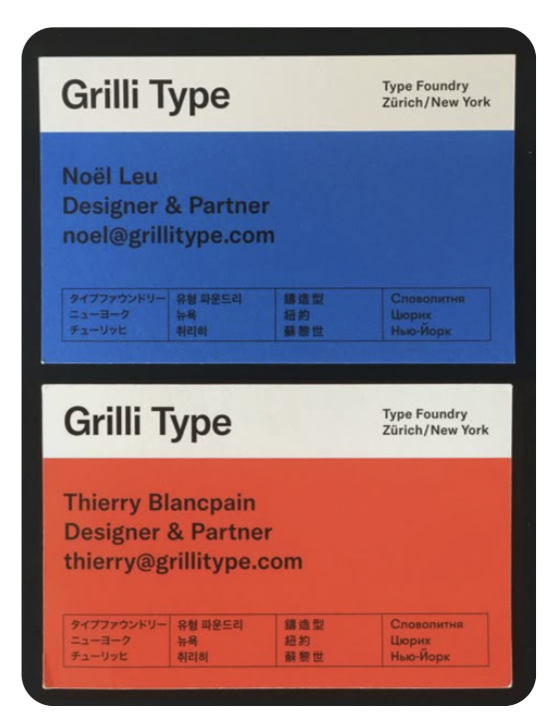 Grilli Type
Type Foundry
Zürich/New York
Noël Leu
Designer & Partner
noel@grillitype.com
タイプファウンドリー
ニューヨーク
チューリッヒ
유형 파운드리
뉴욕
취리히
鑄造型
紐約
蘇黎世
Словолитня
Цюрих
Нью-Йорк
Grilli Type
Type Foundry
Zürich/New York
Thierry Blancpain
Designer & Partner
thierry@grillitype.com
タイプファウンドリー
ニューヨーク
チューリッヒ
유형 파운드리
뉴욕
취리히
鑄造型
紐約
蘇黎世
Словолитня
Цюрих
Нью-Йорк